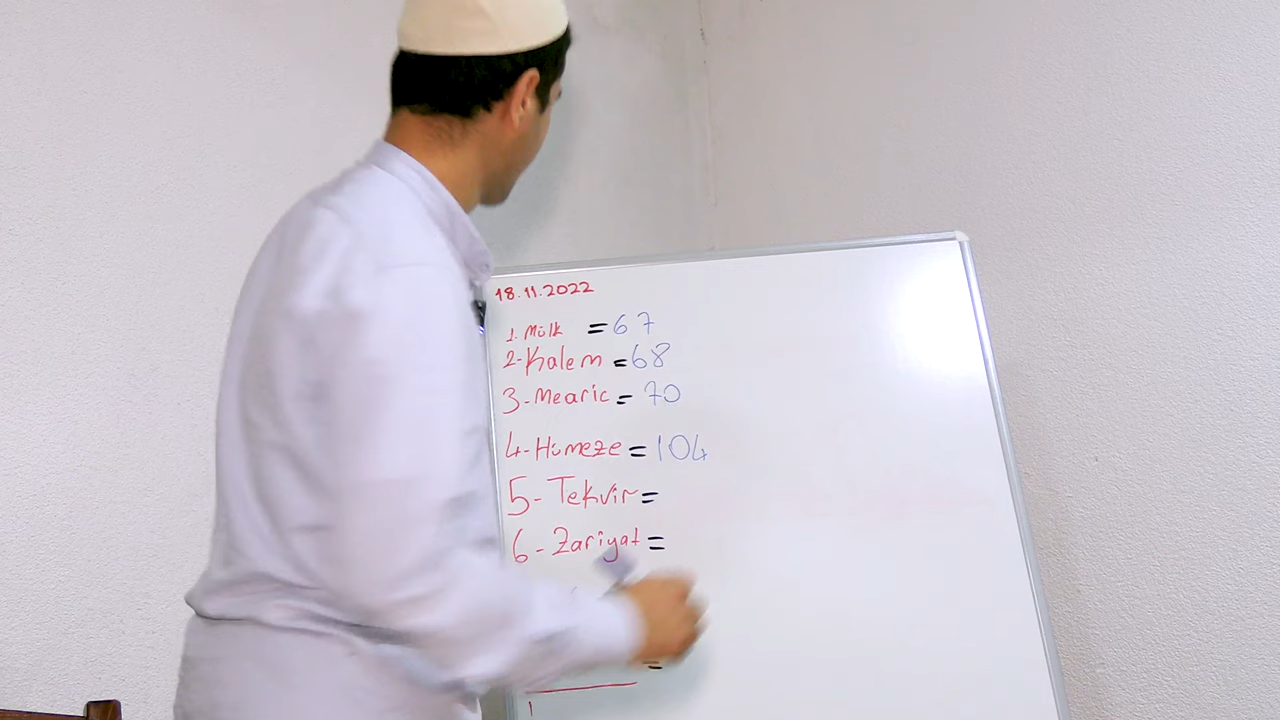 18.11.2022
1. Mülk = 67
2- Kalem = 68
3- Mearic = 70
4- Hümeze = 104
5- Tekvir =
6- Zariyat =
=